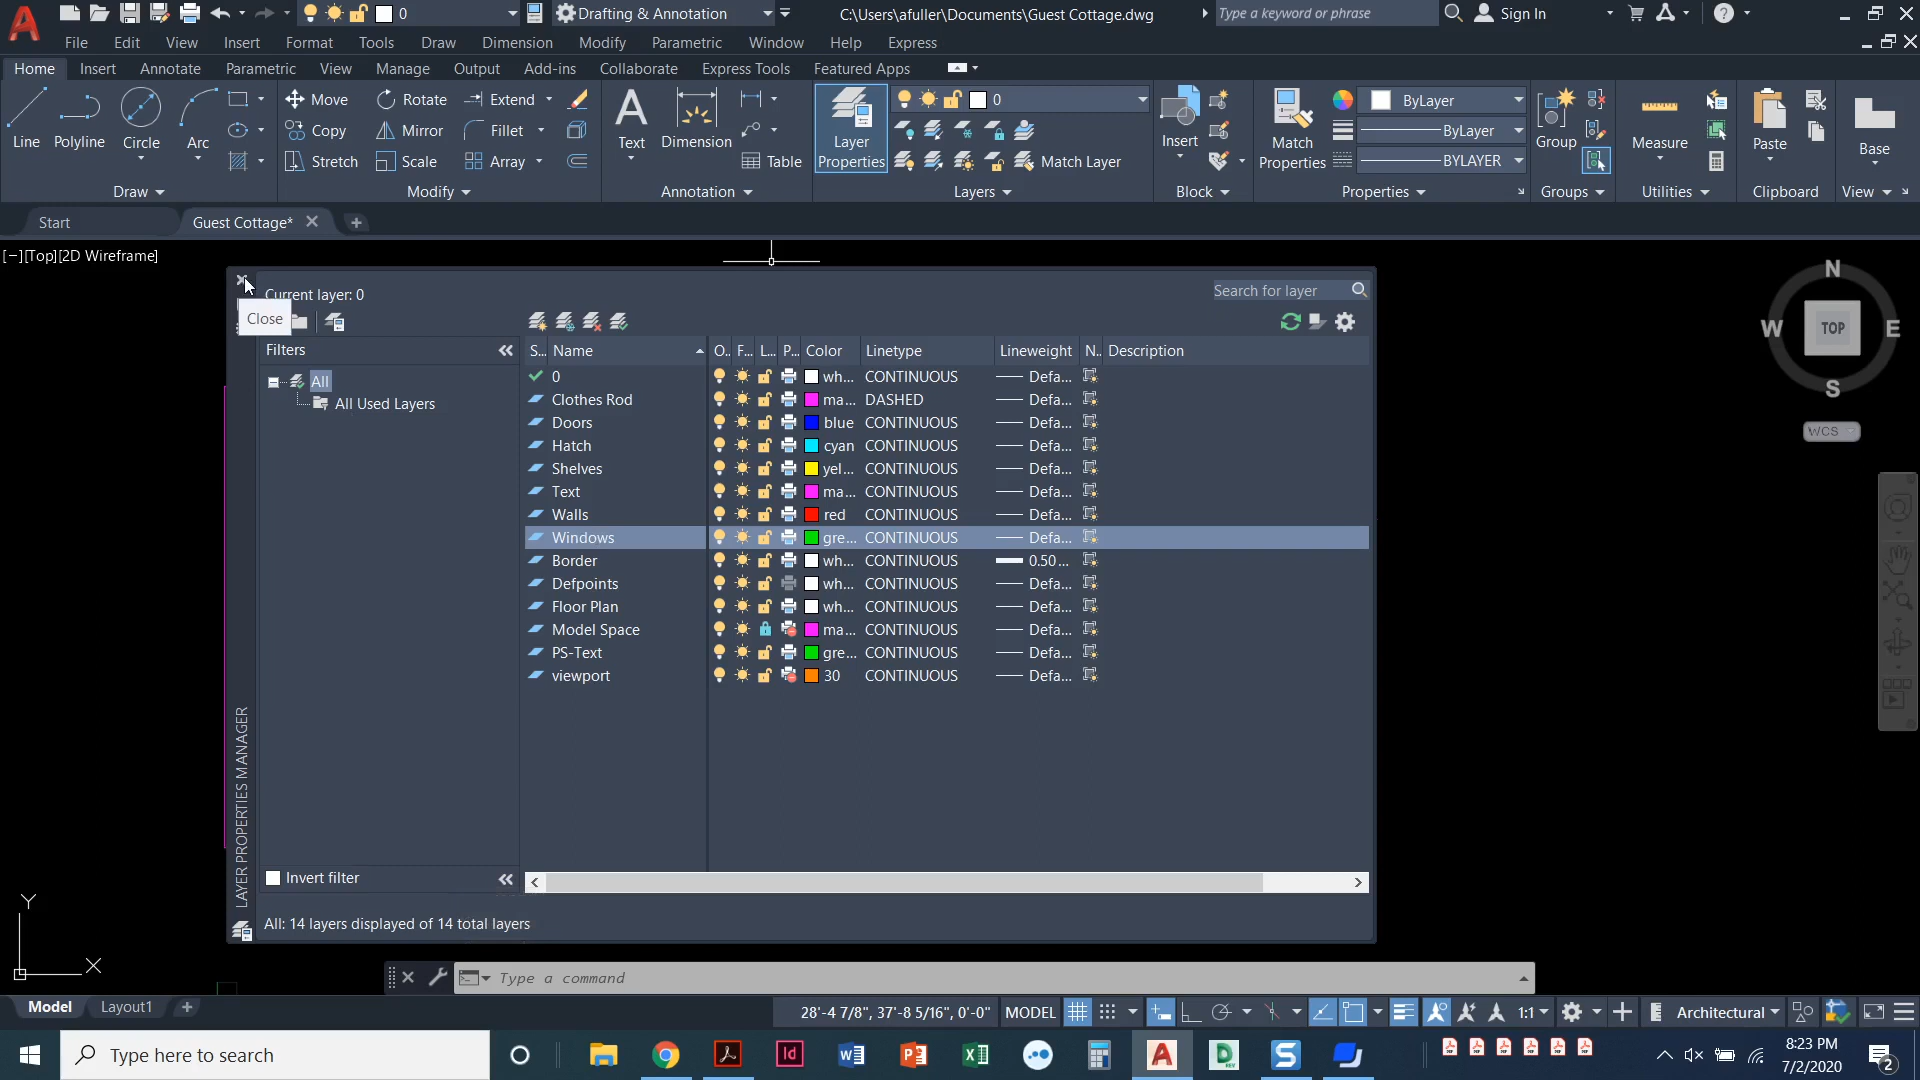 0
Drafting & Annotation
C:\Users\afuller\Documents\Guest Cottage.dwg
Type a keyword or phrase
Sign In
File Edit View Insert Format Tools Draw Dimension Modify Parametric Window Help Express
Home Insert Annotate Parametric View Manage Output Add-ins Collaborate Express Tools Featured Apps
Line Polyline Circle Arc
Move Rotate Extend
Copy Mirror Fillet
Stretch Scale Array
Text Dimension Table
Layer Properties
0
Match Layer
Insert
Match Properties
ByLayer
ByLayer
BYLAYER
Group
Measure
Paste
Base
Draw Modify Annotation Layers Block Properties Groups Utilities Clipboard View
Start Guest Cottage*
[−][Top][2D Wireframe]
N
W TOP E
S
WCS
Current layer: 0
Search for layer
Close
Filters
All
All Used Layers
S... Name O.. F... L... P... Color Linetype Lineweight N.. Description
0 wh... CONTINUOUS Defa...
Clothes Rod ma... DASHED Defa...
Doors blue CONTINUOUS Defa...
Hatch cyan CONTINUOUS Defa...
Shelves yel... CONTINUOUS Defa...
Text ma... CONTINUOUS Defa...
Walls red CONTINUOUS Defa...
Windows gre... CONTINUOUS Defa...
Border wh... CONTINUOUS 0.50...
Defpoints wh... CONTINUOUS Defa...
Floor Plan wh... CONTINUOUS Defa...
Model Space ma... CONTINUOUS Defa...
PS-Text gre... CONTINUOUS Defa...
viewport 30 CONTINUOUS Defa...
LAYER PROPERTIES MANAGER
Invert filter
All: 14 layers displayed of 14 total layers
Y
X
Type a command
Model Layout1
28'-4 7/8", 37'-8 5/16", 0'-0" MODEL 1:1 Architectural
Type here to search
8:23 PM
7/2/2020
2